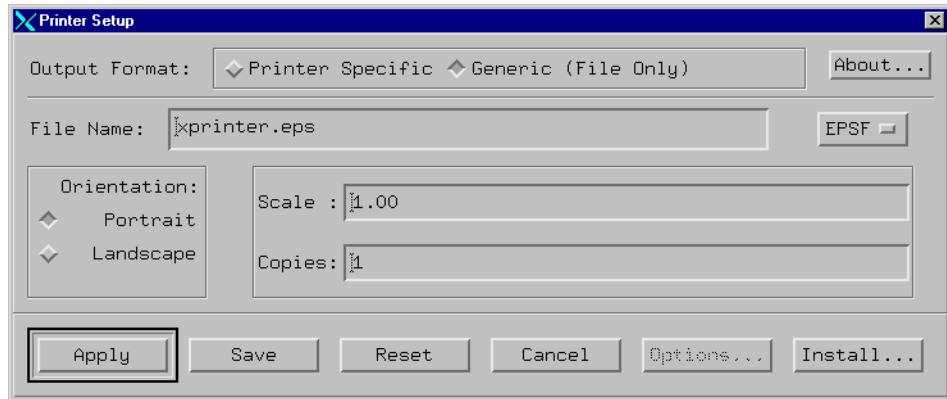 Printer Setup
Output Format: Printer Specific Generic (File Only) About...
File Name: xprinter.eps EPSF
Orientation:
Portrait
Landscape
Scale : 1.00
Copies: 1
Apply Save Reset Cancel Options... Install...